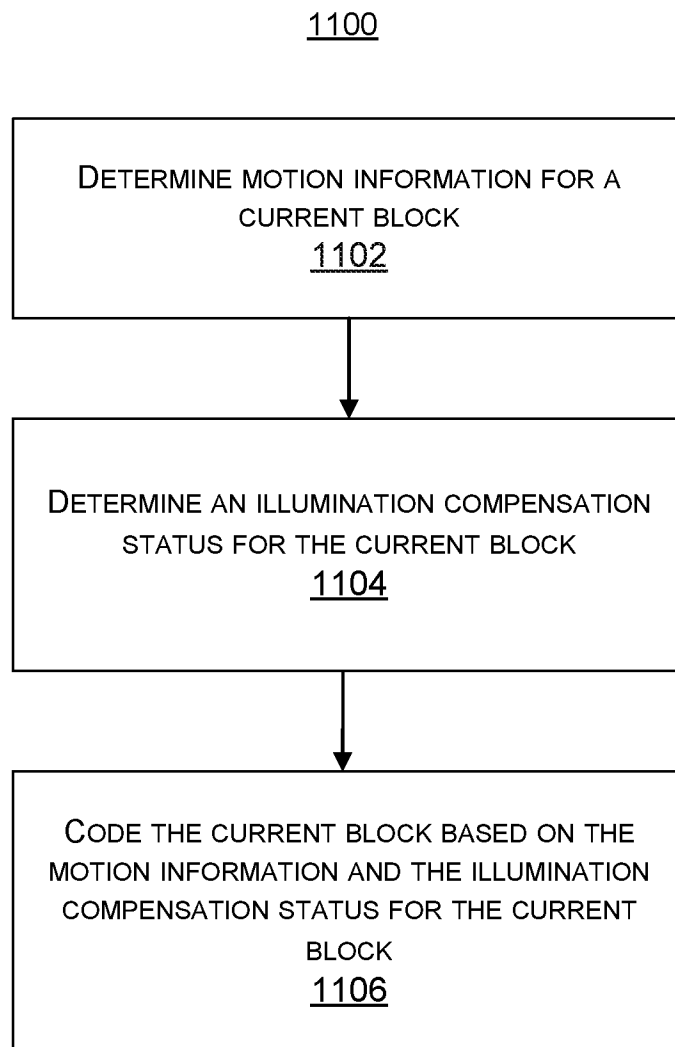 1100
DETERMINE MOTION INFORMATION FOR A
CURRENT BLOCK
1102
DETERMINE AN ILLUMINATION COMPENSATION
STATUS FOR THE CURRENT BLOCK
1104
CODE THE CURRENT BLOCK BASED ON THE
MOTION INFORMATION AND THE ILLUMINATION
COMPENSATION STATUS FOR THE CURRENT
BLOCK
1106